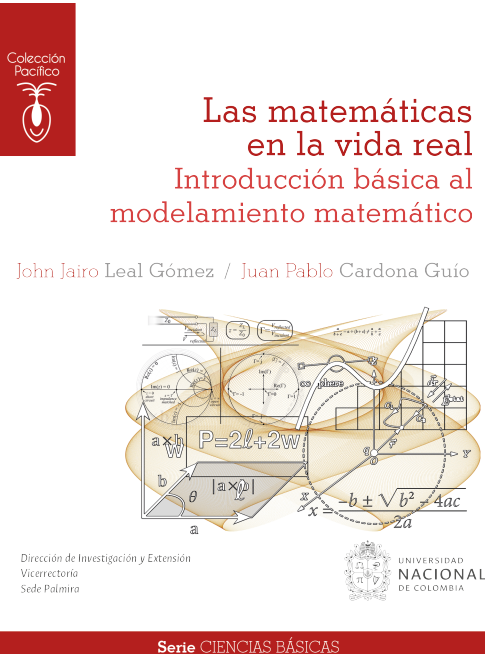 Colección
Pacífico
Las matemáticas
en la vida real
Introducción básica al
modelamiento matemático
John Jairo Leal Gómez / Juan Pablo Cardona Guío
a×b
W
P=2ℓ+2w
b
θ
|a×b|
a
x = −b ± √b² − 4ac
2a
Dirección de Investigación y Extensión
Vicerrectoría
Sede Palmira
UNIVERSIDAD
NACIONAL
DE COLOMBIA
Serie CIENCIAS BÁSICAS